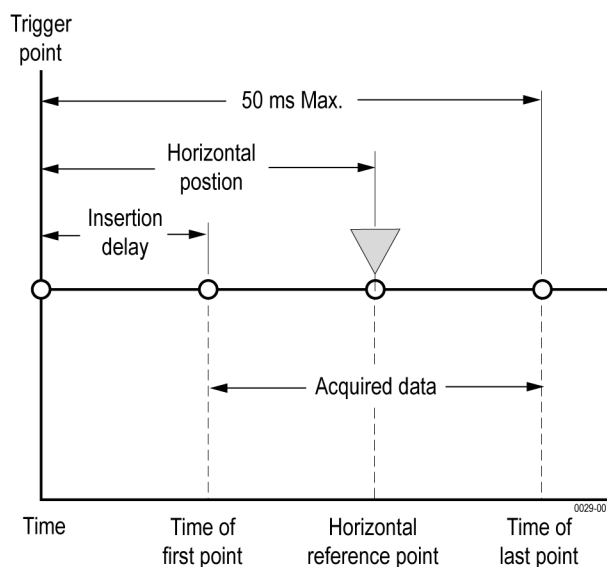 Trigger
point
50 ms Max.
Horizontal
postion
Insertion
delay
Acquired data
0029-00
Time
Time of
first point
Horizontal
reference point
Time of
last point